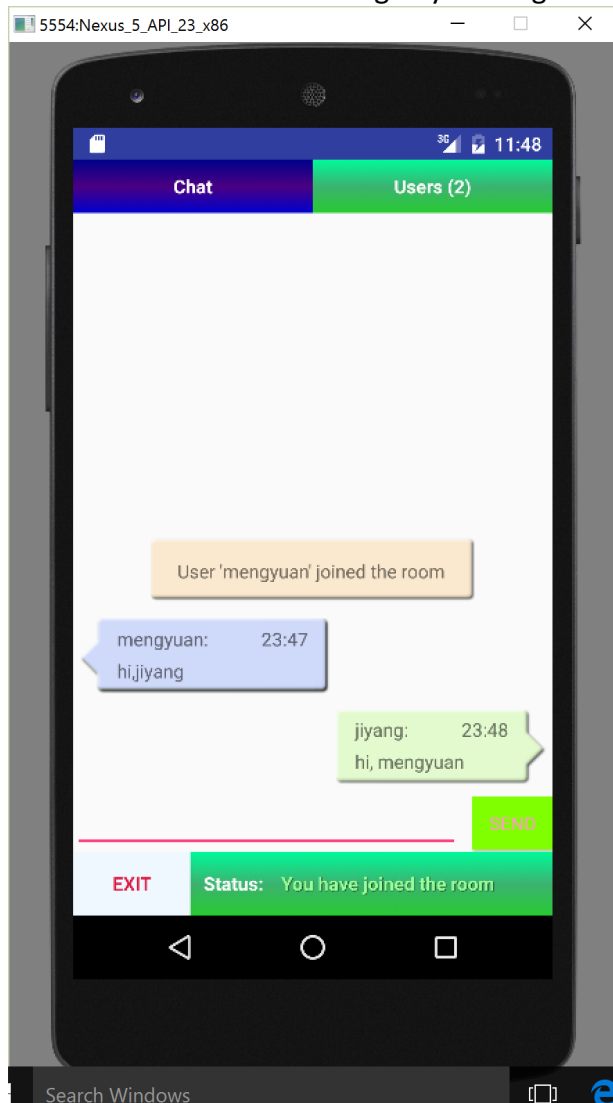 5554:Nexus_5_API_23_x86
3G 11:48
Chat Users (2)
User 'mengyuan' joined the room
mengyuan: 23:47
hi,jiyang
jiyang: 23:48
hi, mengyuan
SEND
EXIT Status: You have joined the room
Search Windows